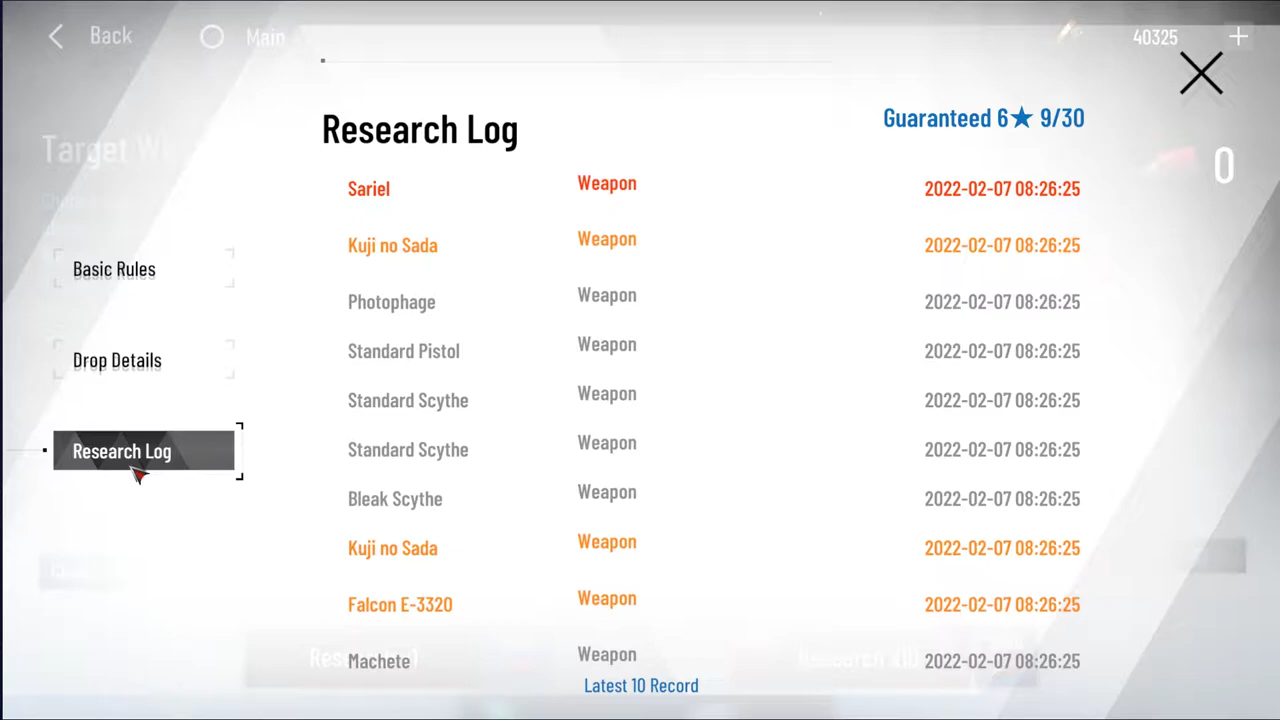 Back
Main
40325
Research Log
Guaranteed 6★ 9/30
Target W
0
Sariel Weapon 2022-02-07 08:26:25
Kuji no Sada Weapon 2022-02-07 08:26:25
Basic Rules
Photophage Weapon 2022-02-07 08:26:25
Drop Details
Standard Pistol Weapon 2022-02-07 08:26:25
Standard Scythe Weapon 2022-02-07 08:26:25
Research Log
Standard Scythe Weapon 2022-02-07 08:26:25
Bleak Scythe Weapon 2022-02-07 08:26:25
Kuji no Sada Weapon 2022-02-07 08:26:25
Falcon E-3320 Weapon 2022-02-07 08:26:25
Machete Weapon 2022-02-07 08:26:25
Latest 10 Record